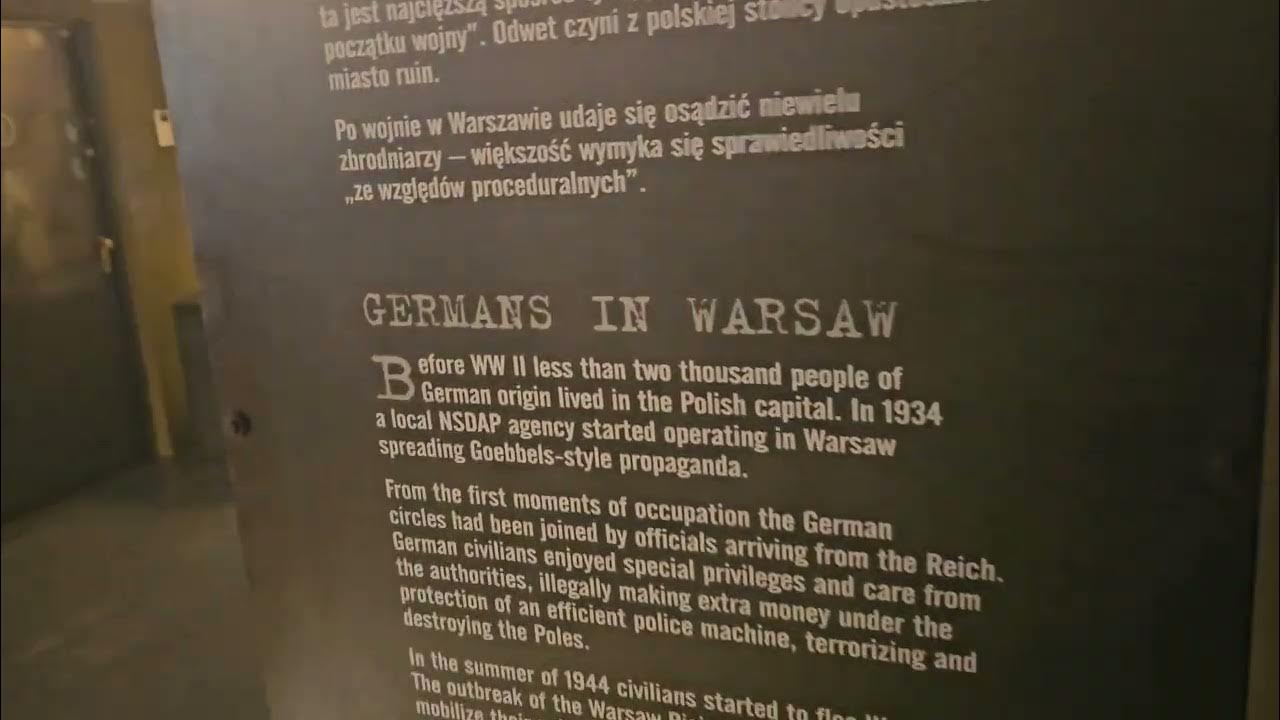 ta jest najcięższą
początku wojny”. Odwet czyni z polskiej stolicy
miasto ruin.
Po wojnie w Warszawie udaje się osądzić niewielu
zbrodniarzy – większość wymyka się sprawiedliwości
„ze względów proceduralnych”.
GERMANS IN WARSAW
Before WW II less than two thousand people of
German origin lived in the Polish capital. In 1934
a local NSDAP agency started operating in Warsaw
spreading Goebbels-style propaganda.
From the first moments of occupation the German
circles had been joined by officials arriving from the Reich.
German civilians enjoyed special privileges and care from
the authorities, illegally making extra money under the
protection of an efficient police machine, terrorizing and
destroying the Poles.
In the summer of 1944 civilians started to
The outbreak of the Warsaw
mobilize